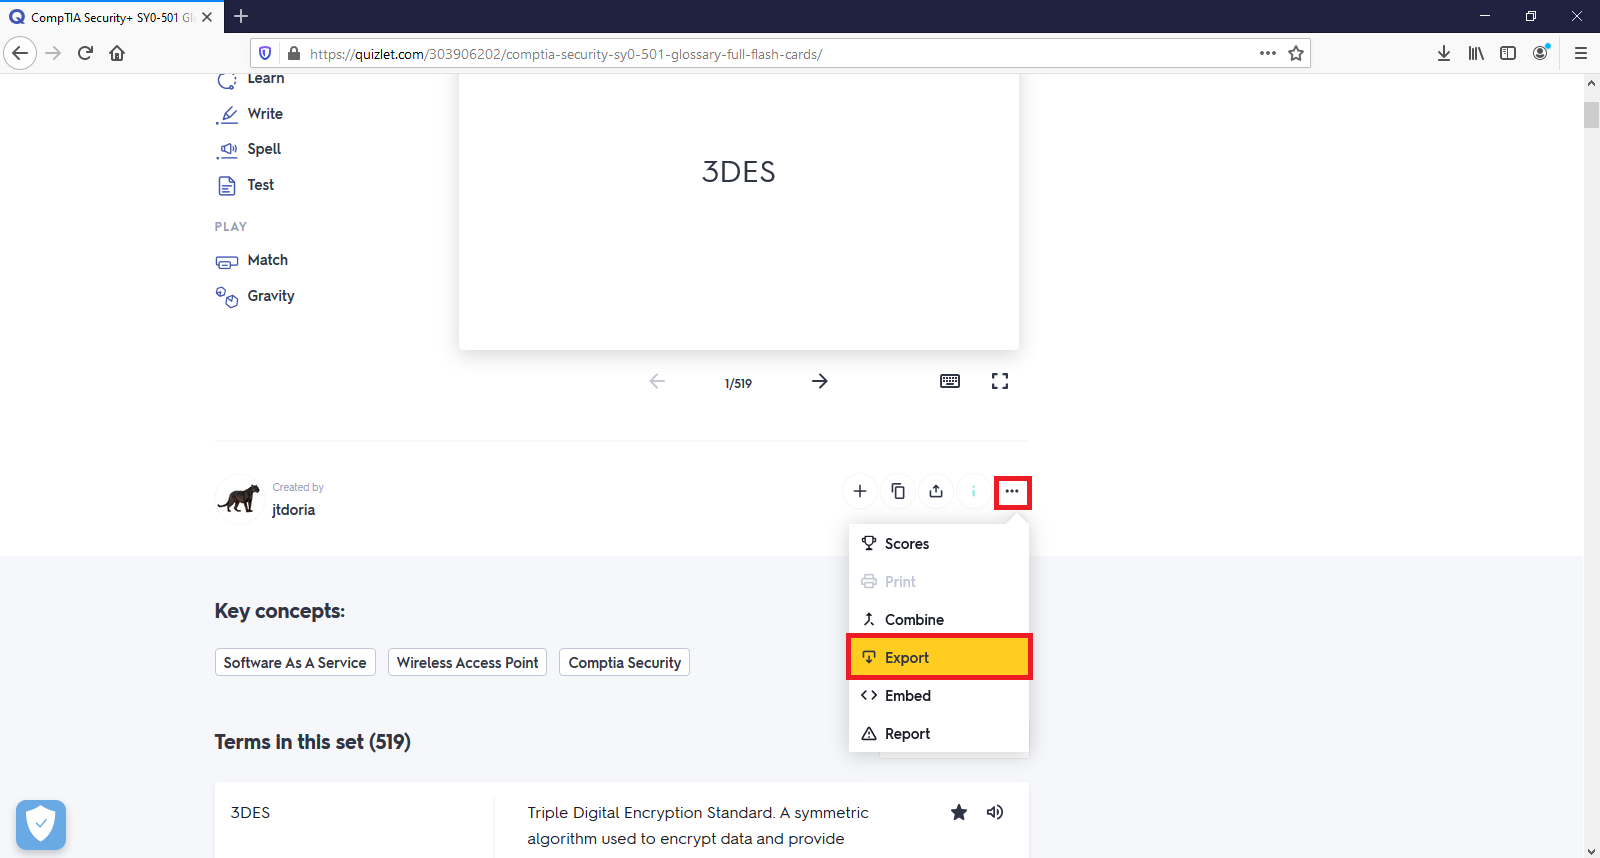 CompTIA Security+ SY0-501 Gl
https://quizlet.com/303906202/comptia-security-sy0-501-glossary-full-flash-cards/
Learn
Write
Spell
Test
PLAY
Match
Gravity
3DES
1/519
Created by
jtdoria
Scores
Print
Combine
Export
Embed
Report
Key concepts:
Software As A Service
Wireless Access Point
Comptia Security
Terms in this set (519)
3DES
Triple Digital Encryption Standard. A symmetric
algorithm used to encrypt data and provide